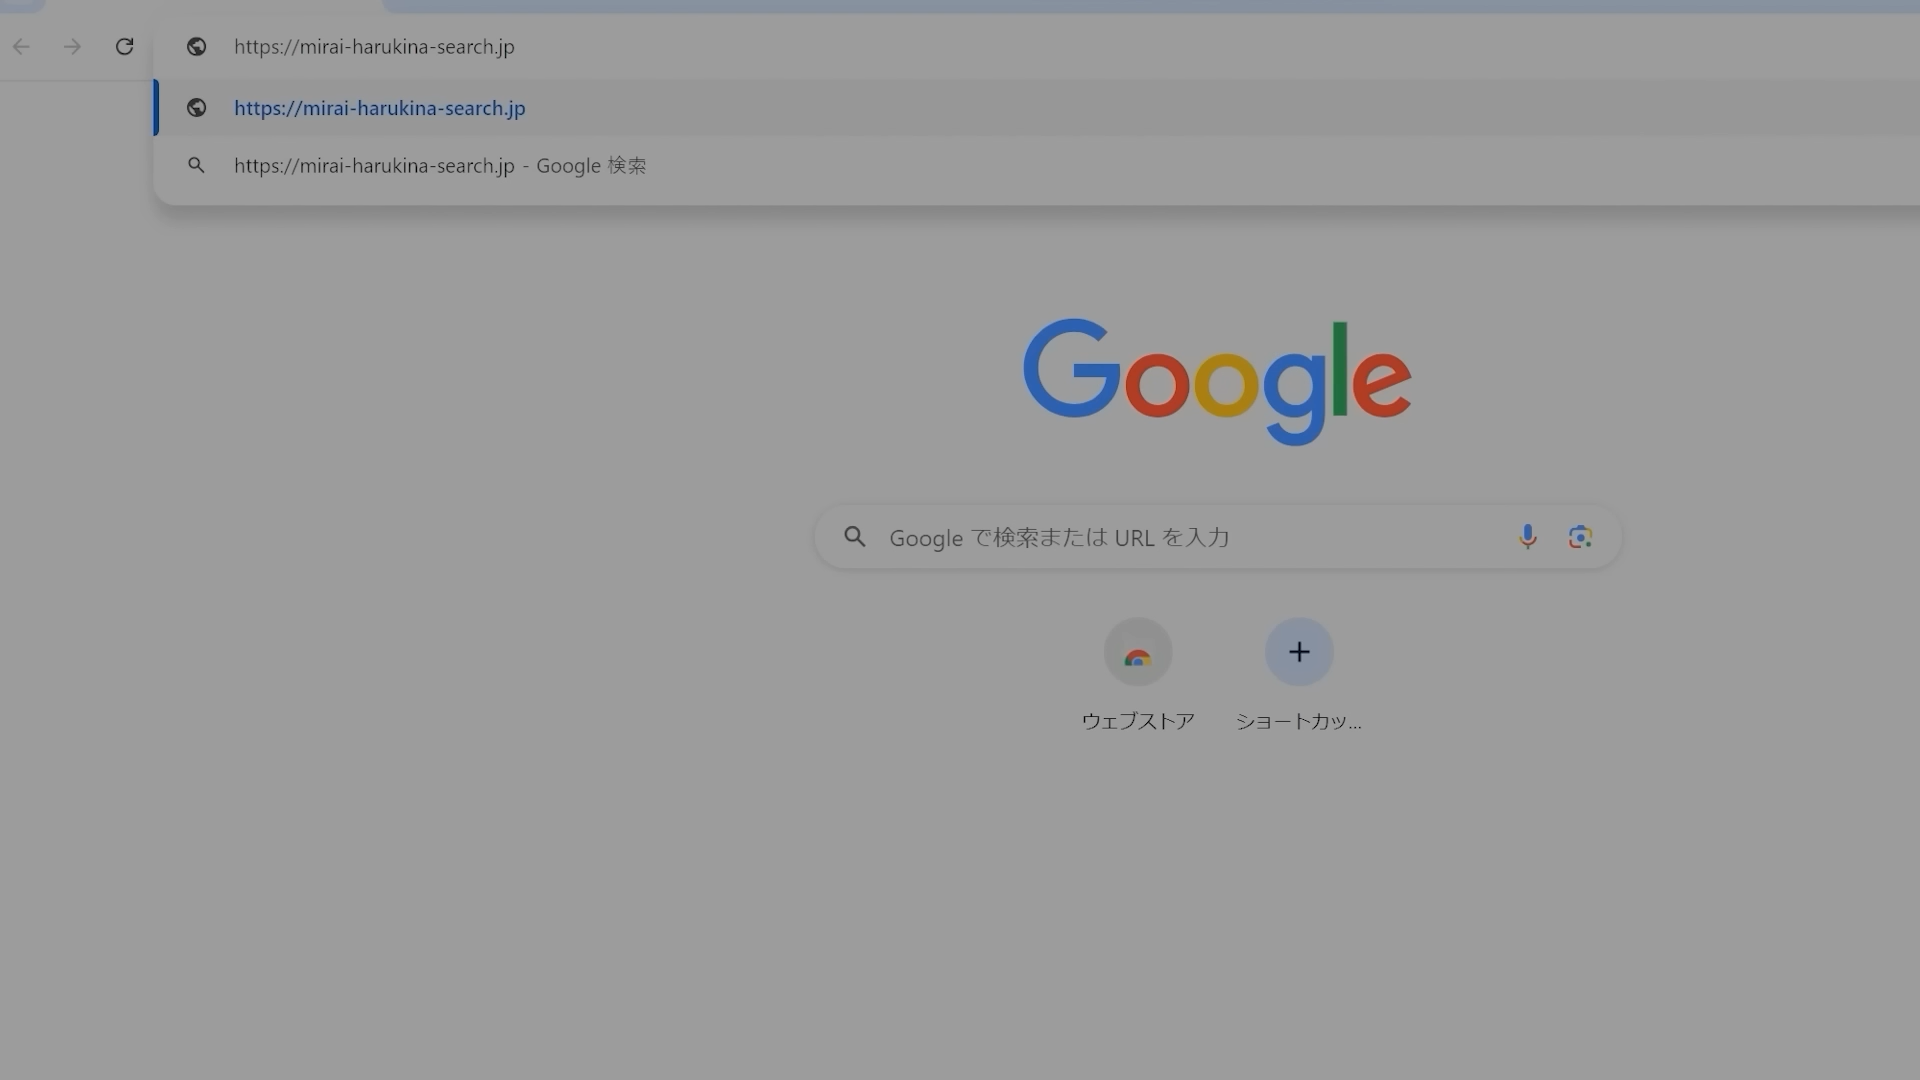 https://mirai-harukina-search.jp
https://mirai-harukina-search.jp
https://mirai-harukina-search.jp - Google 検索
Google
Google で検索または URL を入力
ウェブストア
ショートカッ...